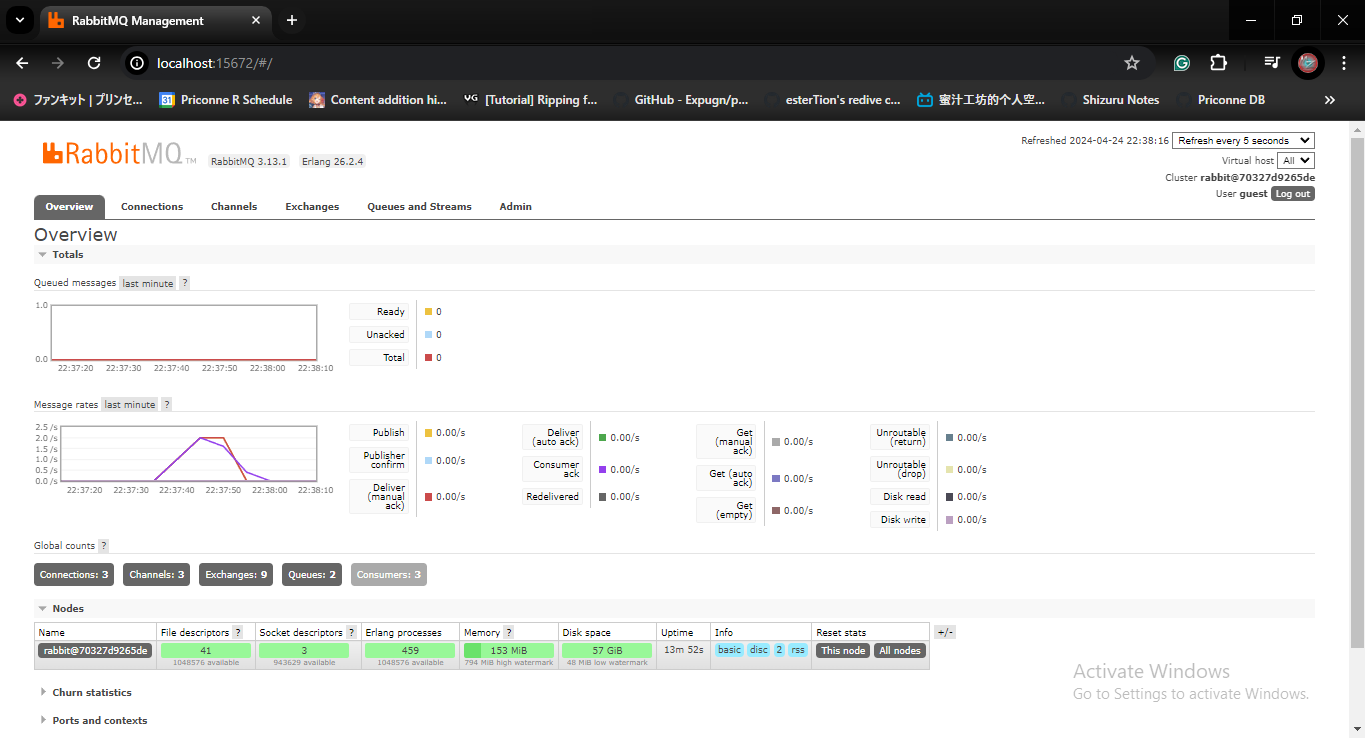 RabbitMQ Management
localhost:15672/#/
ファンキット | プリンセ...
31
Priconne R Schedule
Content addition hi...
VG
[Tutorial] Ripping f...
GitHub - Expugn/p...
esterTion's redive c...
蜜汁工坊的个人空...
Shizuru Notes
Priconne DB
RabbitMQ TM
RabbitMQ 3.13.1
Erlang 26.2.4
Refreshed 2024-04-24 22:38:16
Refresh every 5 seconds
Virtual host
All
Cluster rabbit@70327d9265de
User guest
Log out
Overview
Connections
Channels
Exchanges
Queues and Streams
Admin
Overview
Totals
Queued messages last minute ?
1.0
0.0
22:37:20 22:37:30 22:37:40 22:37:50 22:38:00 22:38:10
Ready 0
Unacked 0
Total 0
Message rates last minute ?
2.5 /s
2.0 /s
1.5 /s
1.0 /s
0.5 /s
0.0 /s
22:37:20 22:37:30 22:37:40 22:37:50 22:38:00 22:38:10
Publish 0.00/s
Publisher
confirm 0.00/s
Deliver
(manual
ack) 0.00/s
Deliver
(auto ack) 0.00/s
Consumer
ack 0.00/s
Redelivered 0.00/s
Get
(manual
ack) 0.00/s
Get (auto
ack) 0.00/s
Get
(empty) 0.00/s
Unroutable
(return) 0.00/s
Unroutable
(drop) 0.00/s
Disk read 0.00/s
Disk write 0.00/s
Global counts ?
Connections: 3
Channels: 3
Exchanges: 9
Queues: 2
Consumers: 3
Nodes
Name File descriptors ? Socket descriptors ? Erlang processes Memory ? Disk space Uptime Info Reset stats +/-
rabbit@70327d9265de 41 3 459 153 MiB 57 GiB 13m 52s basic disc 2 rss This node All nodes
1048576 available 943629 available 1048576 available 794 MiB high watermark 48 MiB low watermark
Churn statistics
Ports and contexts
Activate Windows
Go to Settings to activate Windows.